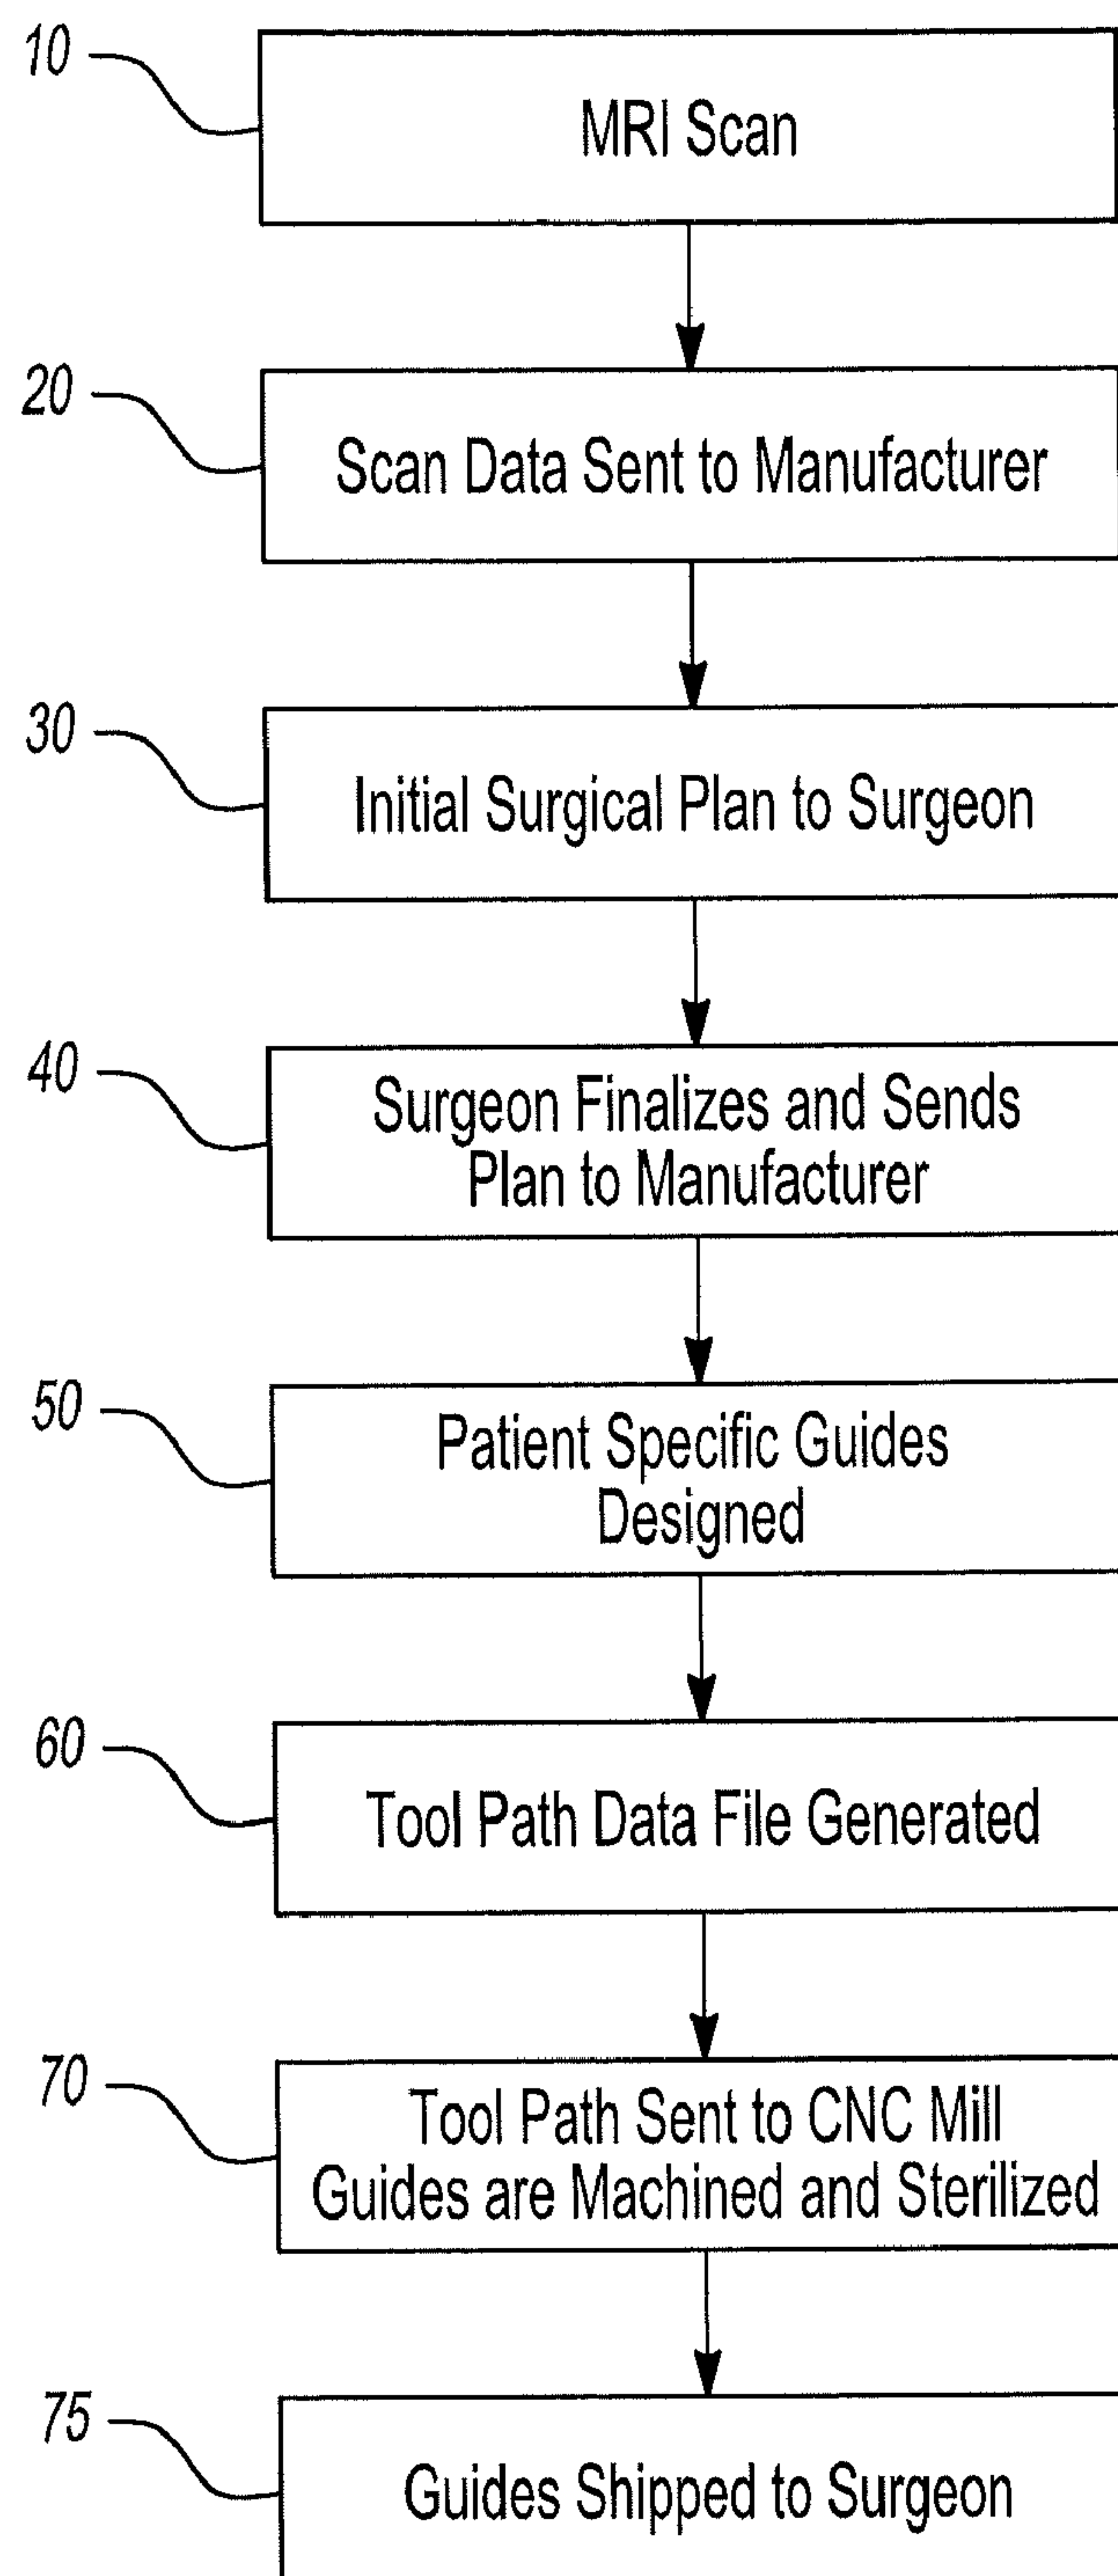 10
MRI Scan
20
Scan Data Sent to Manufacturer
30
Initial Surgical Plan to Surgeon
40
Surgeon Finalizes and Sends
Plan to Manufacturer
50
Patient Specific Guides
Designed
60
Tool Path Data File Generated
70
Tool Path Sent to CNC Mill
Guides are Machined and Sterilized
75
Guides Shipped to Surgeon